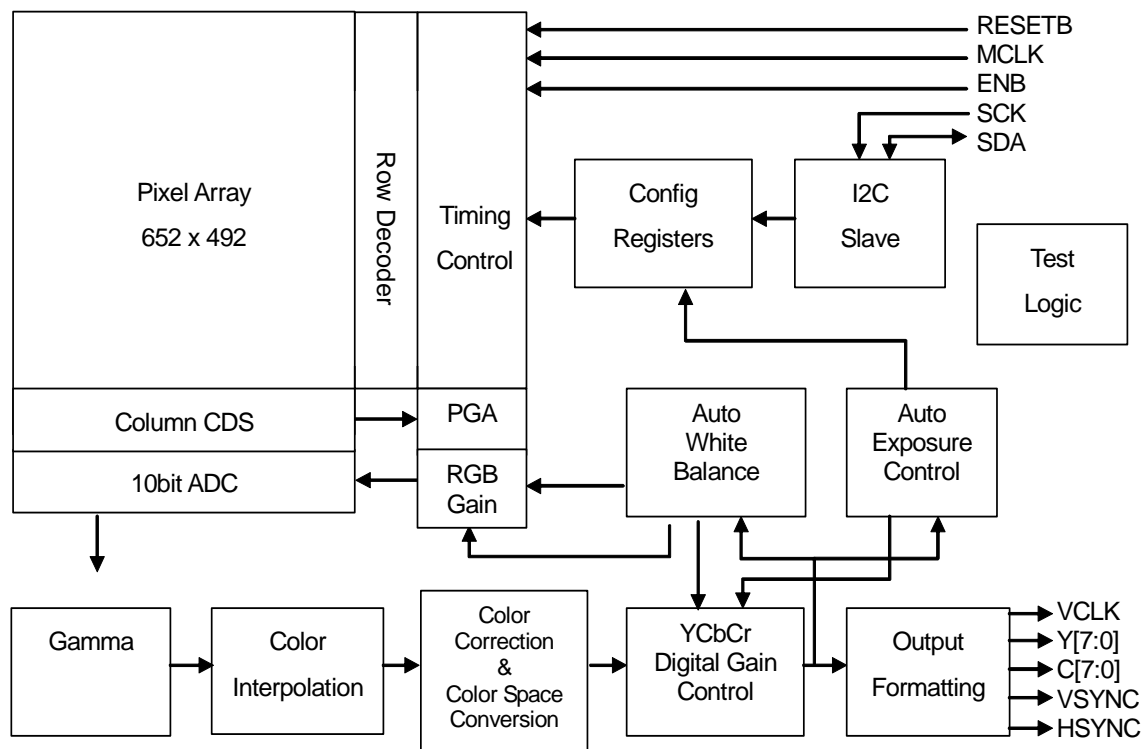 RESETB
MCLK
ENB
SCK
SDA
Pixel Array
652 x 492
Row Decoder
Timing
Control
Config
Registers
I2C
Slave
Test
Logic
Column CDS
PGA
10bit ADC
RGB
Gain
Auto
White
Balance
Auto
Exposure
Control
Gamma
Color
Interpolation
Color
Correction
&
Color Space
Conversion
YCbCr
Digital Gain
Control
Output
Formatting
VCLK
Y[7:0]
C[7:0]
VSYNC
HSYNC